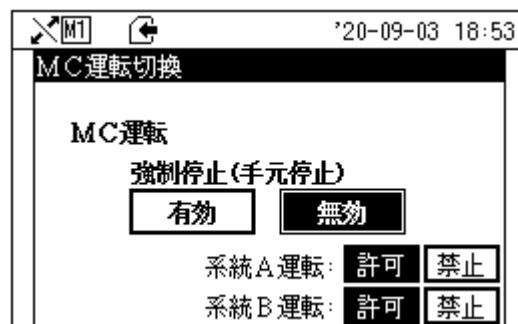 M1 '20-09-03 18:53
MC運転切換
MC運転
強制停止(手元停止)
有効 無効
系統A運転: 許可 禁止
系統B運転: 許可 禁止